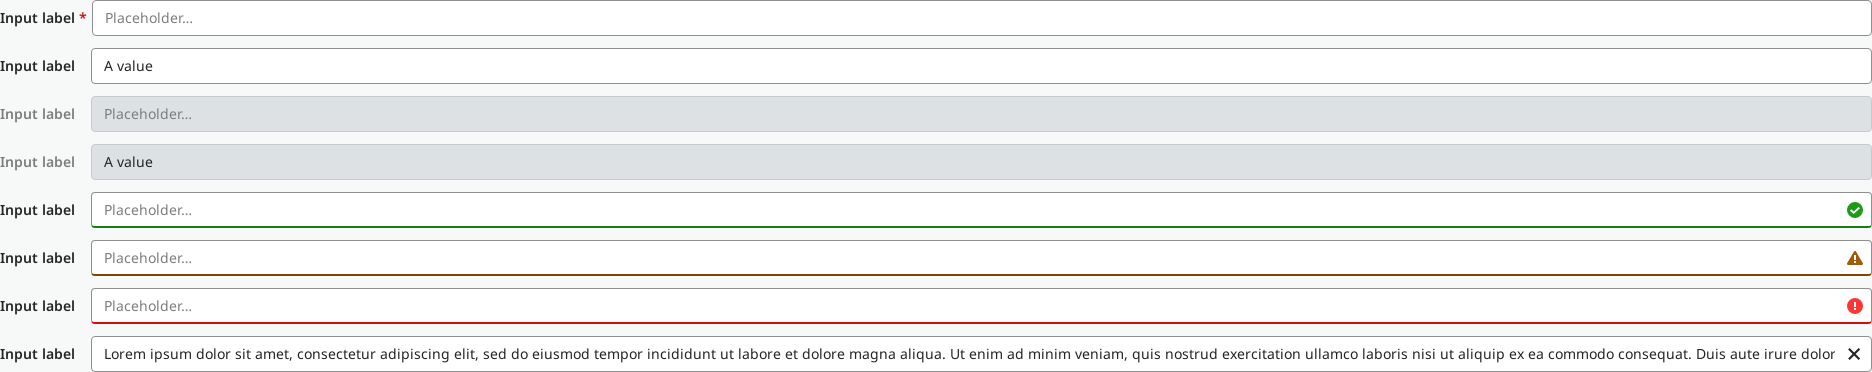 Input label * Placeholder...
Input label A value
Input label Placeholder...
Input label A value
Input label Placeholder...
Input label Placeholder...
Input label Placeholder...
Input label Lorem ipsum dolor sit amet, consectetur adipiscing elit, sed do eiusmod tempor incididunt ut labore et dolore magna aliqua. Ut enim ad minim veniam, quis nostrud exercitation ullamco laboris nisi ut aliquip ex ea commodo consequat. Duis aute irure dolor